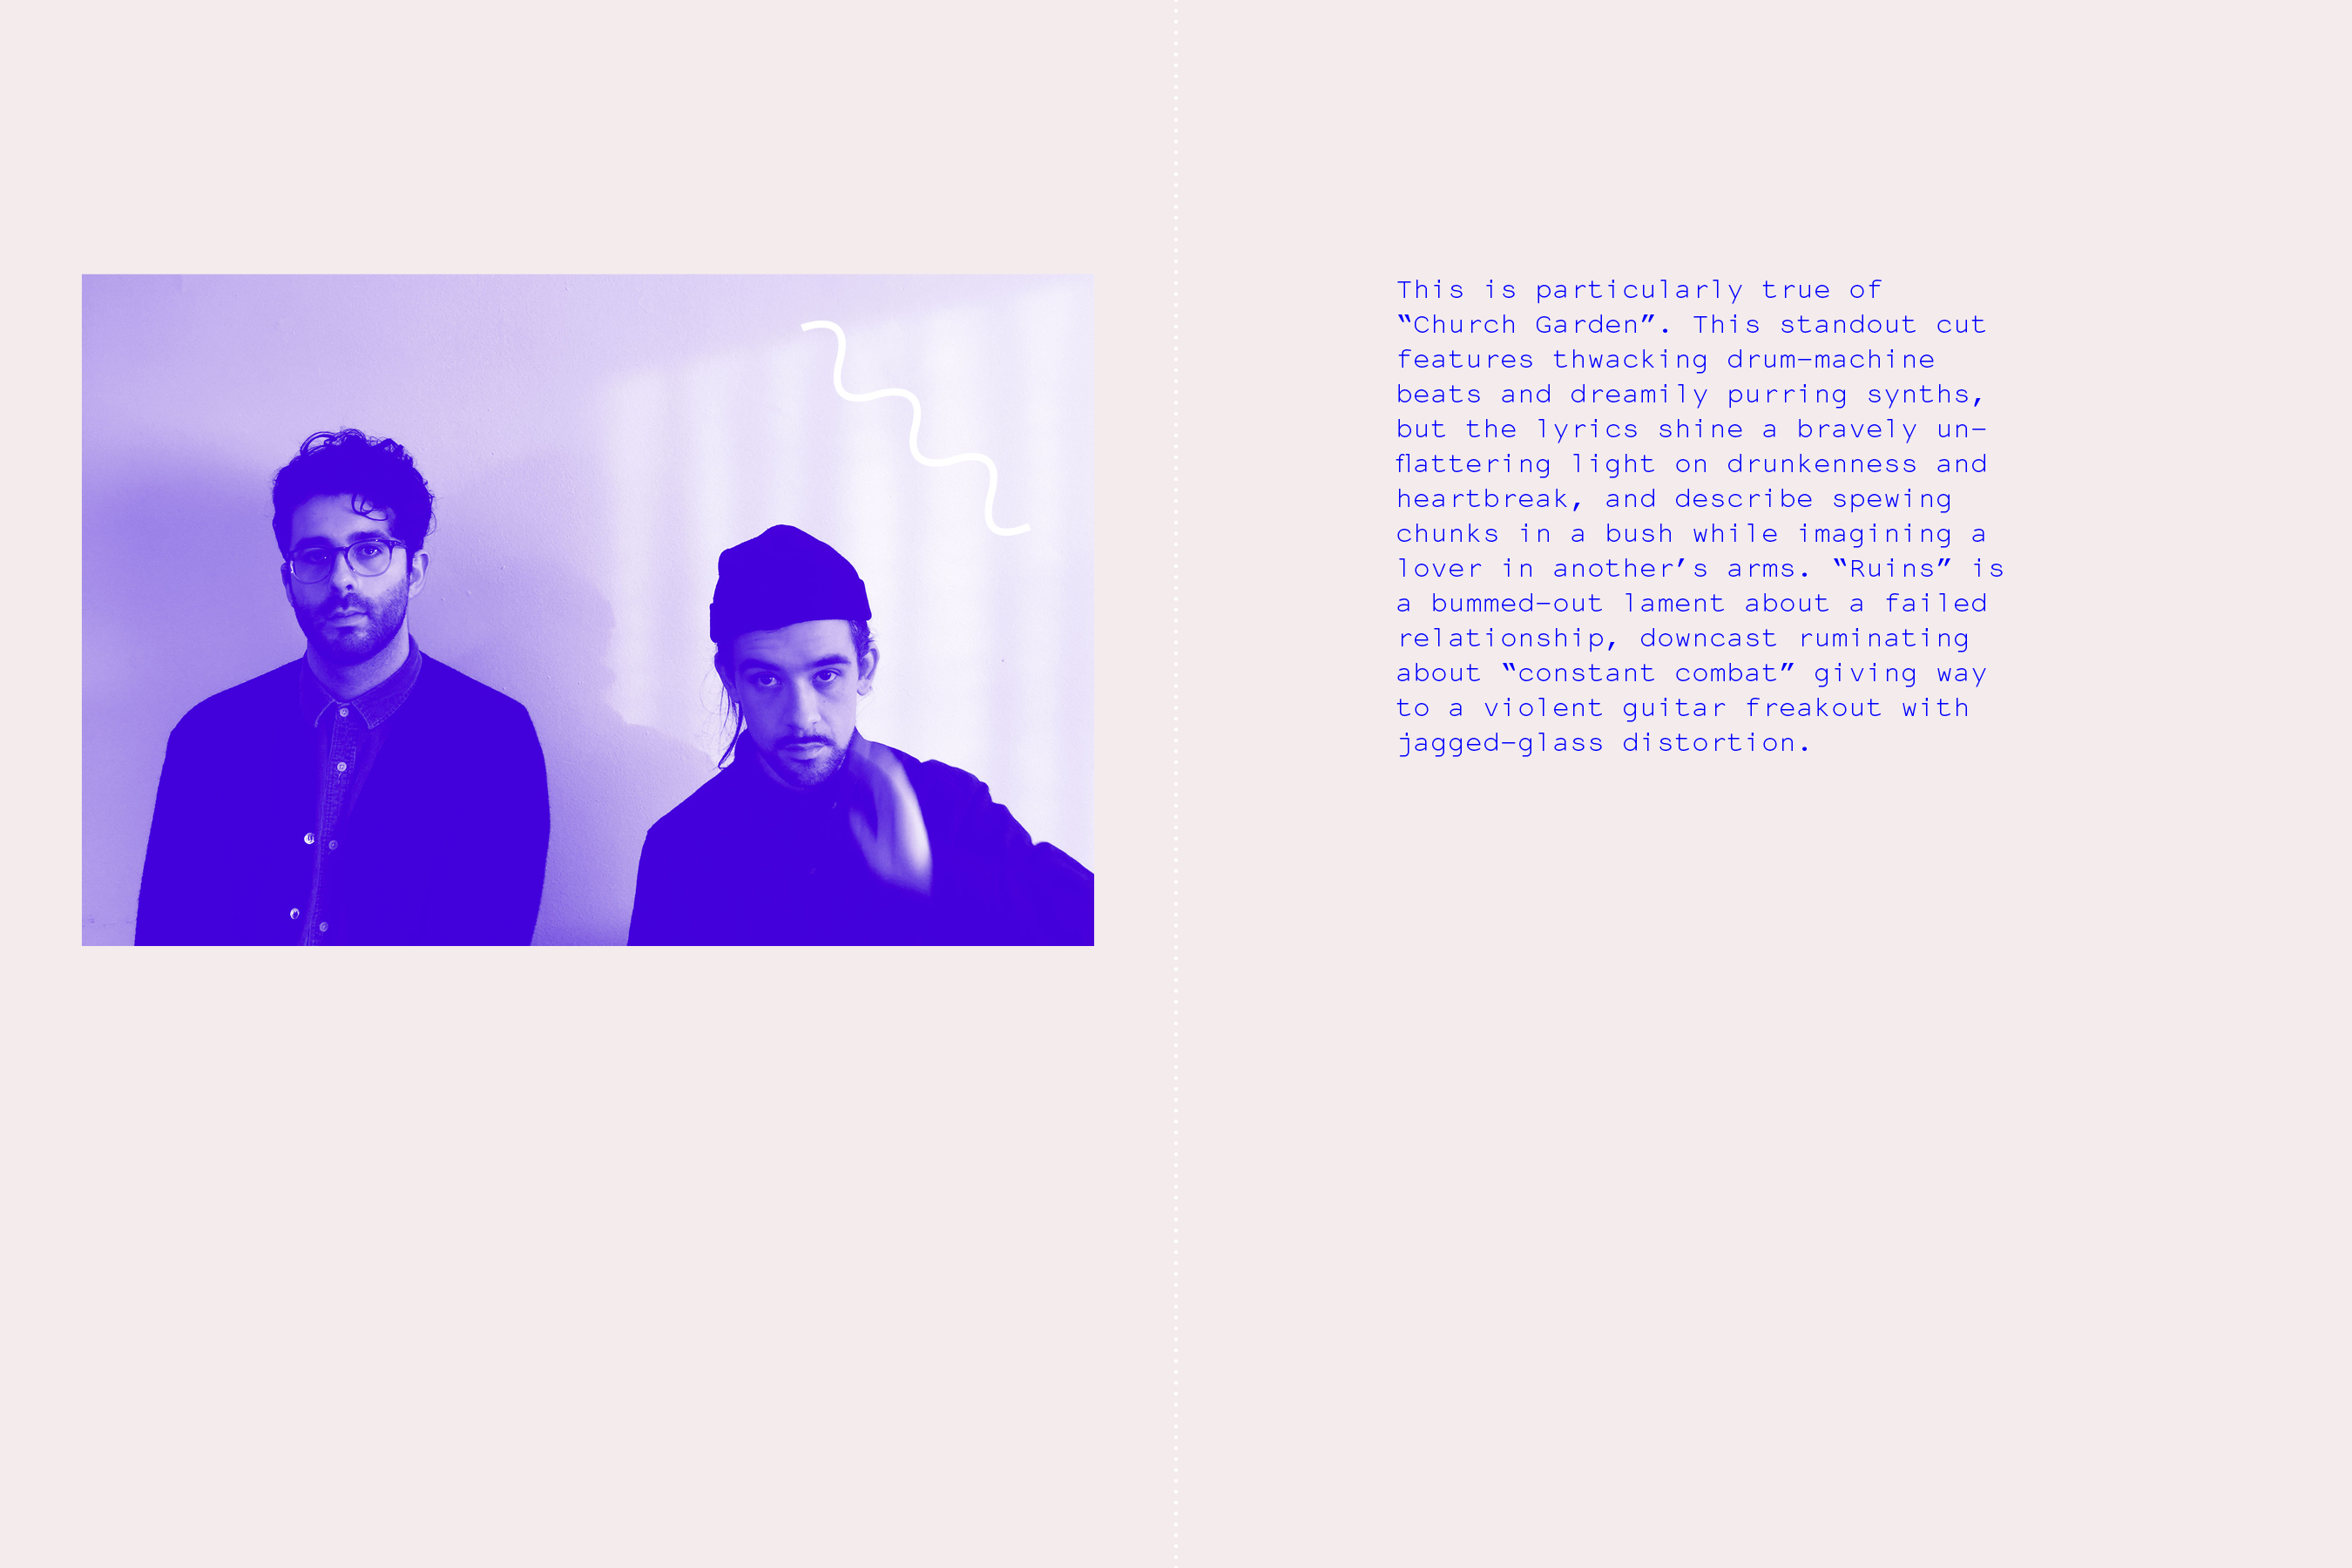 This is particularly true of
“Church Garden”. This standout cut
features thwacking drum-machine
beats and dreamily purring synths,
but the lyrics shine a bravely un-
flattering light on drunkenness and
heartbreak, and describe spewing
chunks in a bush while imagining a
lover in another’s arms. “Ruins” is
a bummed-out lament about a failed
relationship, downcast ruminating
about “constant combat” giving way
to a violent guitar freakout with
jagged-glass distortion.